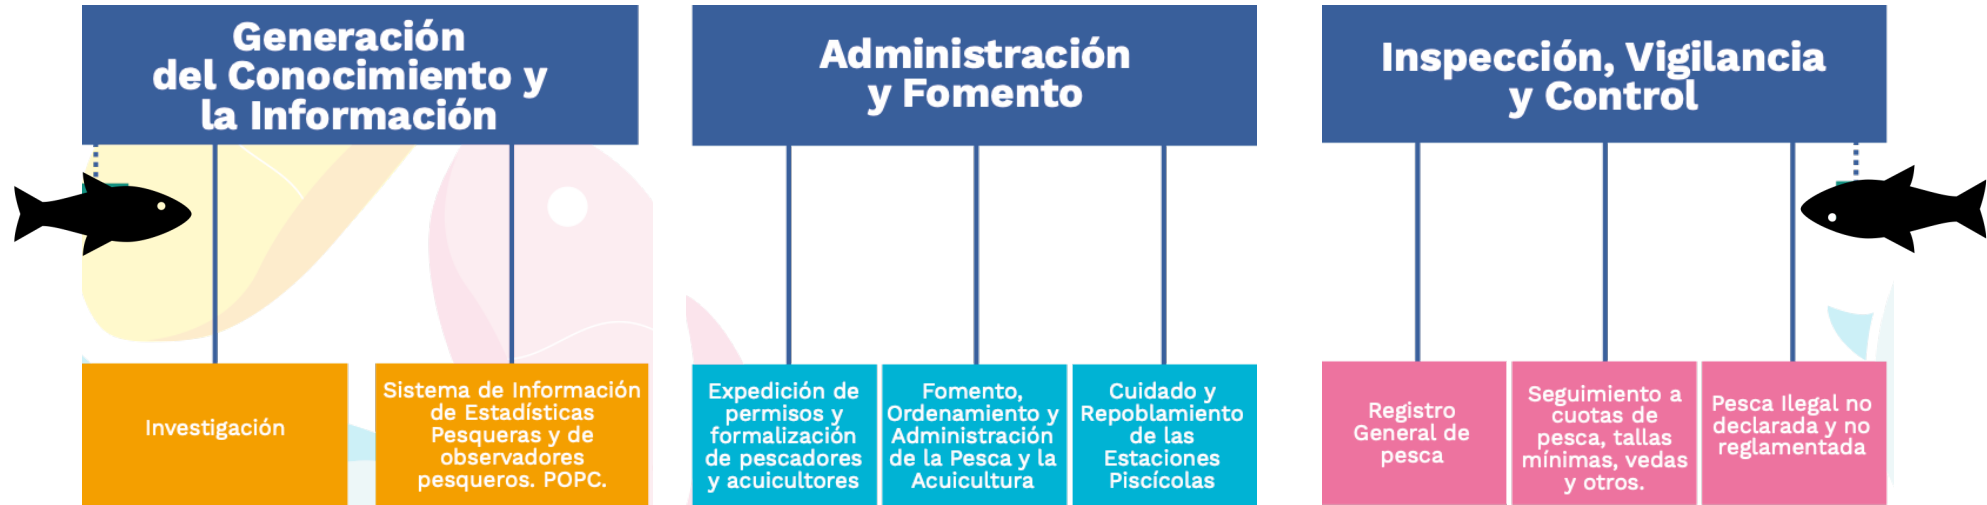 Generación
del Conocimiento y
la Información
Administración
y Fomento
Inspección, Vigilancia
y Control
Investigación
Sistema de Información
de Estadísticas
Pesqueras y de
observadores
pesqueros. POPC.
Expedición de
permisos y
formalización
de pescadores
y acuicultores
Fomento,
Ordenamiento y
Administración
de la Pesca y la
Acuicultura
Cuidado y
Repoblamiento
de las
Estaciones
Piscícolas
Registro
General de
pesca
Seguimiento a
cuotas de
pesca, tallas
mínimas, vedas
y otros.
Pesca Ilegal no
declarada y no
reglamentada